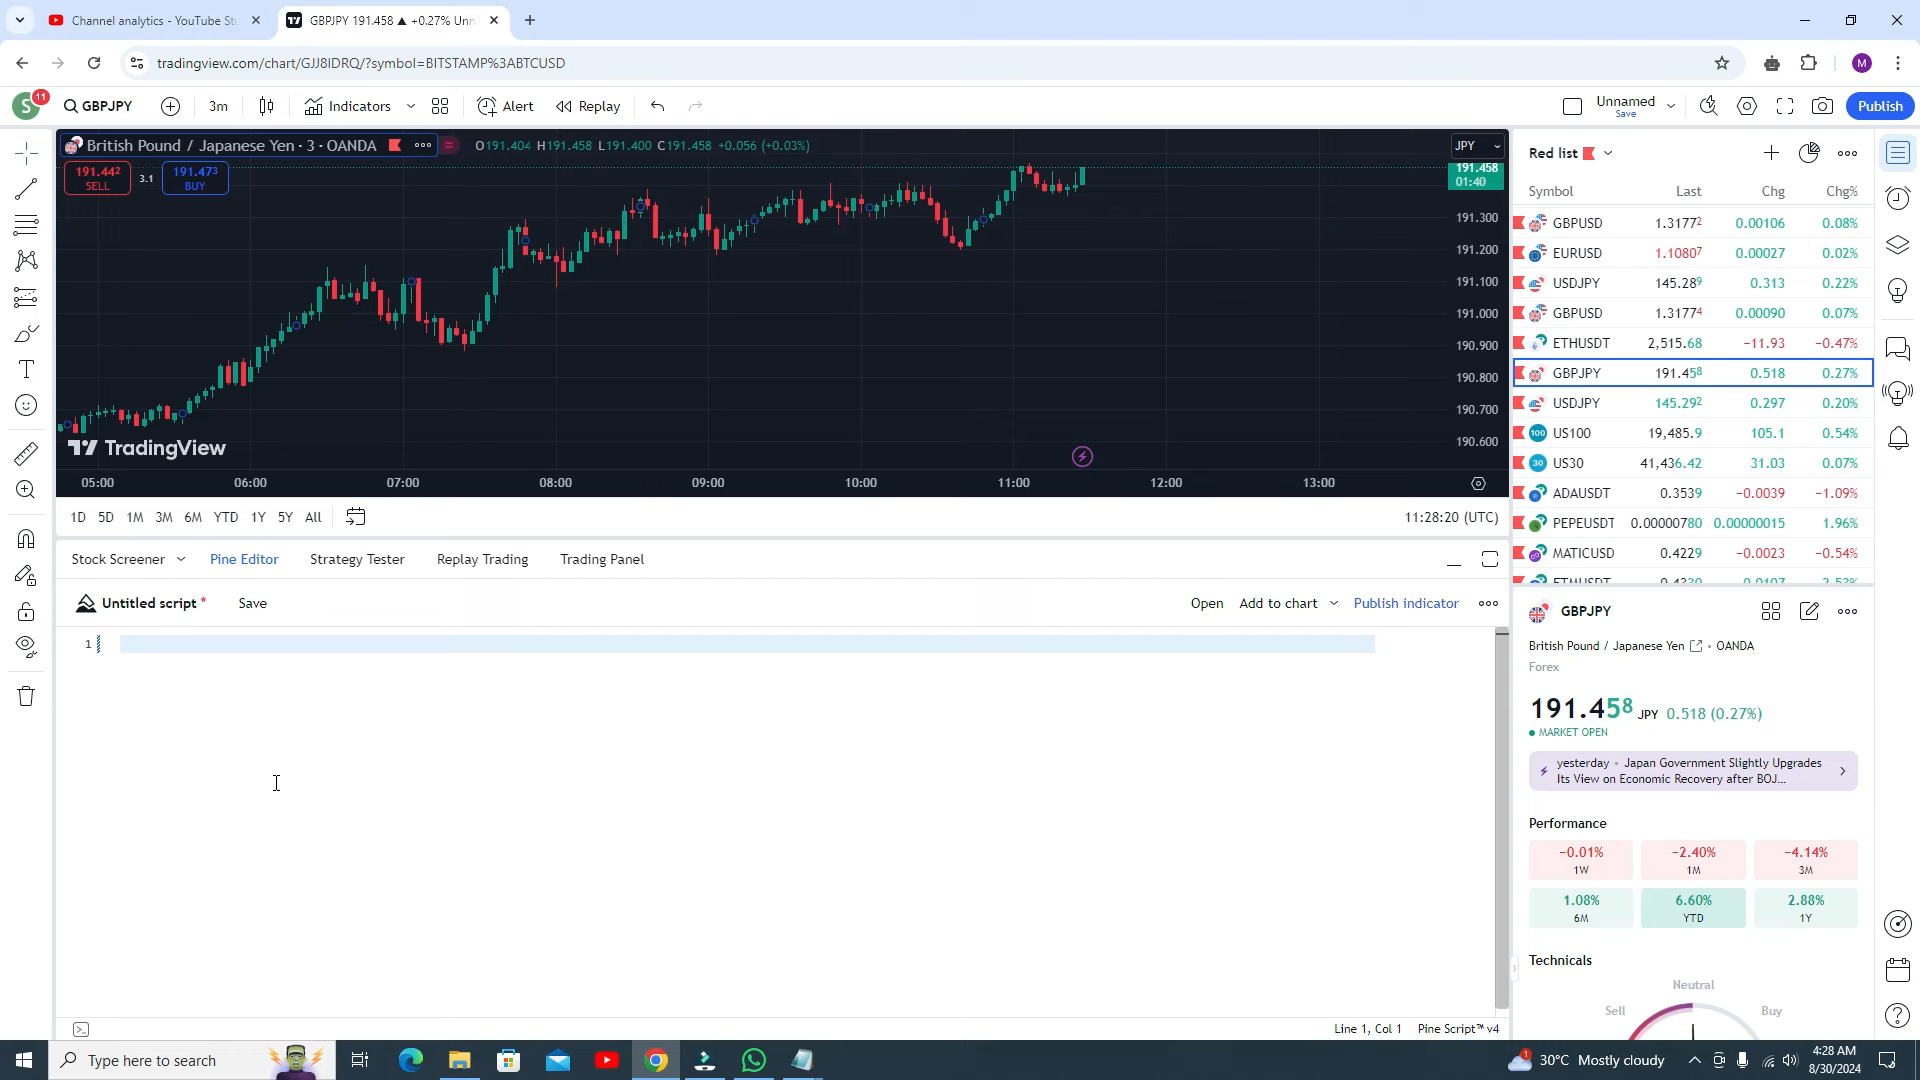 Channel analytics - YouTube St
GBPJPY 191.458 ▲ +0.27% Unn
tradingview.com/chart/GJJ8IDRQ/?symbol=BITSTAMP%3ABTCUSD
M
S
11
GBPJPY
3m
Indicators
Alert
Replay
Unnamed
Save
Publish
British Pound / Japanese Yen · 3 · OANDA
O191.404 H191.458 L191.400 C191.458 +0.056 (+0.03%)
JPY
191.442
SELL
3.1
191.473
BUY
191.458
01:40
191.300
191.200
191.100
191.000
190.900
190.800
190.700
190.600
TradingView
05:00 06:00 07:00 08:00 09:00 10:00 11:00 12:00 13:00
1D 5D 1M 3M 6M YTD 1Y 5Y All
11:28:20 (UTC)
Stock Screener
Pine Editor
Strategy Tester
Replay Trading
Trading Panel
Untitled script *
Save
Open
Add to chart
Publish indicator
1
Line 1, Col 1 Pine Script™ v4
Red list
Symbol Last Chg Chg%
GBPUSD 1.31772 0.00106 0.08%
EURUSD 1.10807 0.00027 0.02%
USDJPY 145.289 0.313 0.22%
GBPUSD 1.31774 0.00090 0.07%
ETHUSDT 2,515.68 −11.93 −0.47%
GBPJPY 191.458 0.518 0.27%
USDJPY 145.292 0.297 0.20%
100 US100 19,485.9 105.1 0.54%
30 US30 41,436.42 31.03 0.07%
ADAUSDT 0.3539 −0.0039 −1.09%
PEPEUSDT 0.00000780 0.00000015 1.96%
MATICUSD 0.4229 −0.0023 −0.54%
GBPJPY
British Pound / Japanese Yen • OANDA
Forex
191.458 JPY 0.518 (0.27%)
MARKET OPEN
yesterday • Japan Government Slightly Upgrades
Its View on Economic Recovery after BOJ...
Performance
−0.01%
1W
−2.40%
1M
−4.14%
3M
1.08%
6M
6.60%
YTD
2.88%
1Y
Technicals
Neutral
Sell
Buy
Type here to search
1
30°C Mostly cloudy
4:28 AM
8/30/2024